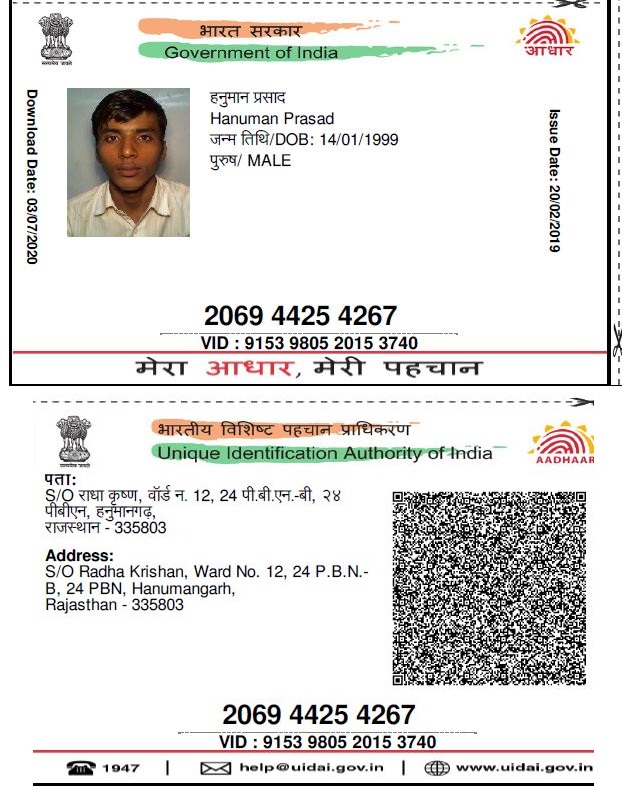 भारत सरकार
Government of India
आधार
सत्यमेव जयते
Download Date: 03/07/2020
हनुमान प्रसाद
Hanuman Prasad
जन्म तिथि/DOB: 14/01/1999
पुरुष/ MALE
Issue Date: 20/02/2019
2069 4425 4267
VID : 9153 9805 2015 3740
मेरा आधार, मेरी पहचान
भारतीय विशिष्ट पहचान प्राधिकरण
Unique Identification Authority of India
AADHAAR
सत्यमेव जयते
पता:
S/O राधा कृष्ण, वॉर्ड न. 12, 24 पी.बी.एन.-बी, २४
पीबीएन, हनुमानगढ़,
राजस्थान - 335803
Address:
S/O Radha Krishan, Ward No. 12, 24 P.B.N.-
B, 24 PBN, Hanumangarh,
Rajasthan - 335803
2069 4425 4267
VID : 9153 9805 2015 3740
1947 | help@uidai.gov.in | www.uidai.gov.in